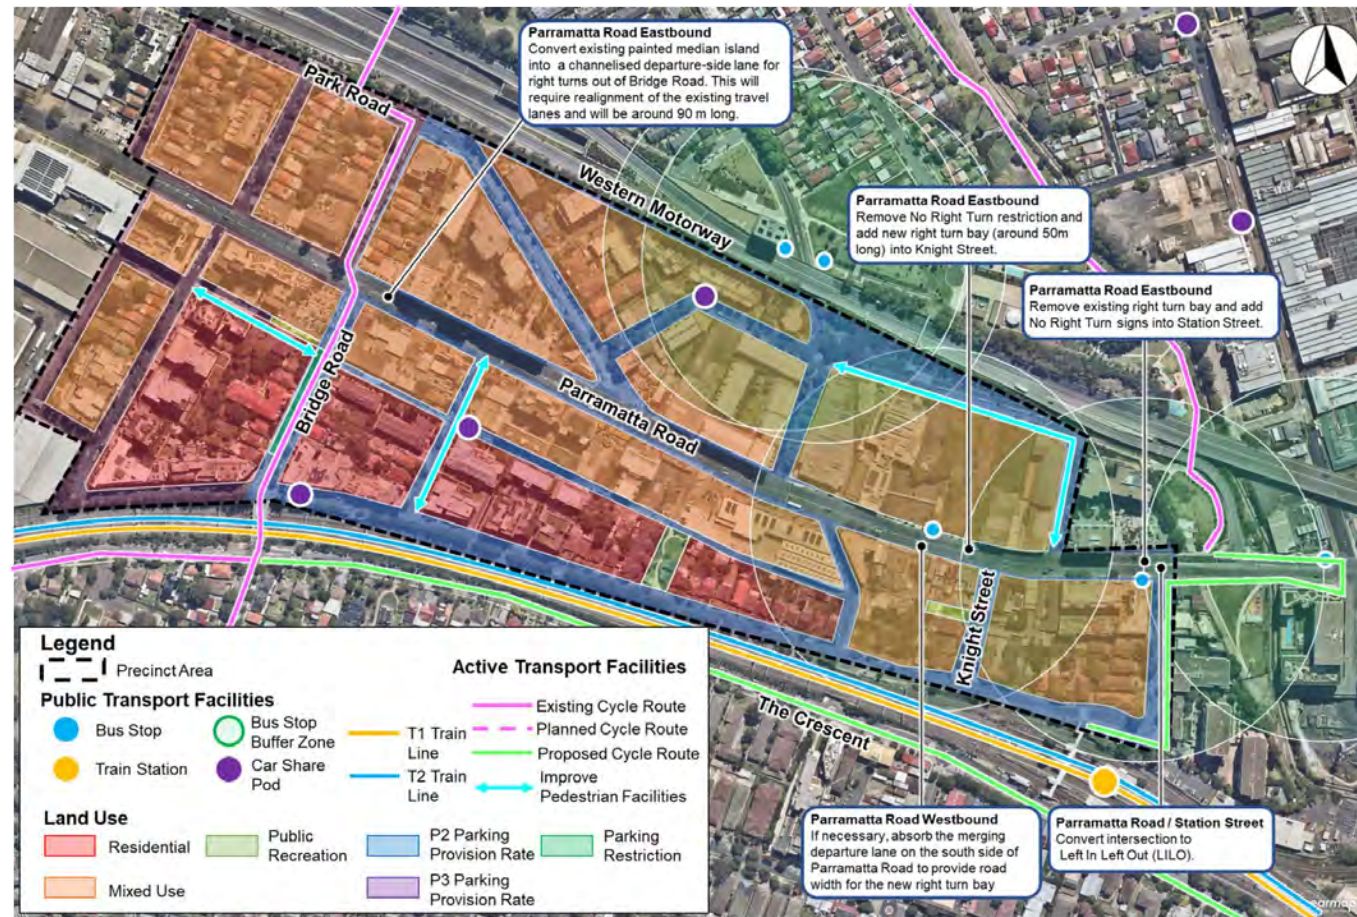 Parramatta Road Eastbound
Convert existing painted median island
into a channelised departure-side lane for
right turns out of Bridge Road. This will
require realignment of the existing travel
lanes and will be around 90 m long.
Park Road
Western Motorway
Parramatta Road Eastbound
Remove No Right Turn restriction and
add new right turn bay (around 50m
long) into Knight Street.
Parramatta Road Eastbound
Remove existing right turn bay and add
No Right Turn signs into Station Street.
Bridge Road
Parramatta Road
Knight Street
The Crescent
Parramatta Road Westbound
If necessary, absorb the merging
departure lane on the south side of
Parramatta Road to provide road
width for the new right turn bay
Parramatta Road / Station Street
Convert intersection to
Left In Left Out (LILO).
Legend
Precinct Area
Public Transport Facilities
Bus Stop
Bus Stop
Buffer Zone
Train Station
Car Share
Pod
T1 Train
Line
T2 Train
Line
Active Transport Facilities
Existing Cycle Route
Planned Cycle Route
Proposed Cycle Route
Improve
Pedestrian Facilities
Land Use
Residential
Public
Recreation
P2 Parking
Provision Rate
Parking
Restriction
Mixed Use
P3 Parking
Provision Rate